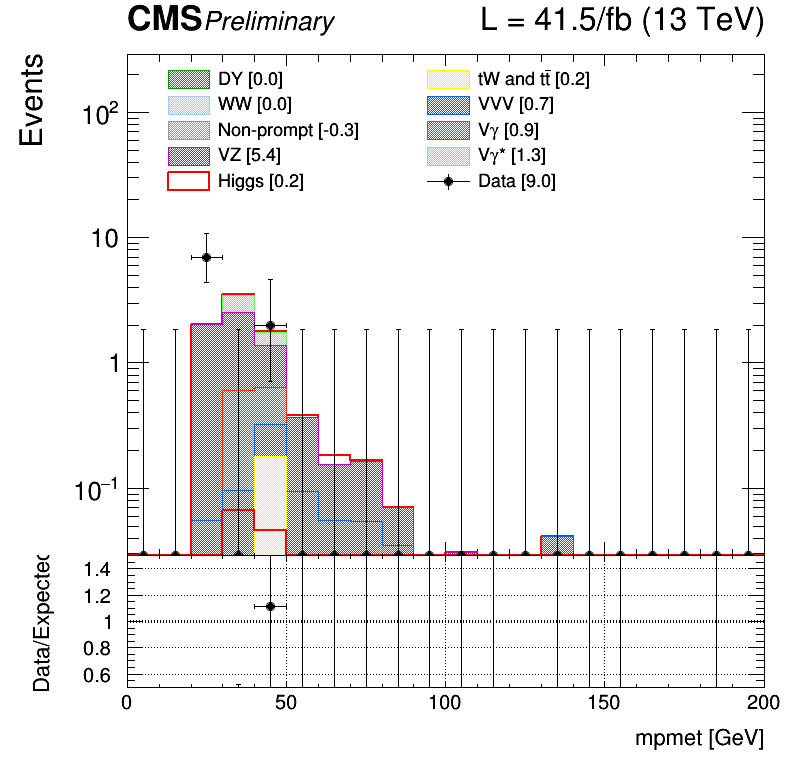 CMS Preliminary L = 41.5/fb (13 TeV)
Events
DY [0.0]
WW [0.0]
Non-prompt [-0.3]
VZ [5.4]
Higgs [0.2]
tW and tt̄ [0.2]
VVV [0.7]
Vγ [0.9]
Vγ* [1.3]
Data [9.0]
10²
10
1
10⁻¹
Data/Expected
1.4
1.2
1
0.8
0.6
0 50 100 150 200
mpmet [GeV]